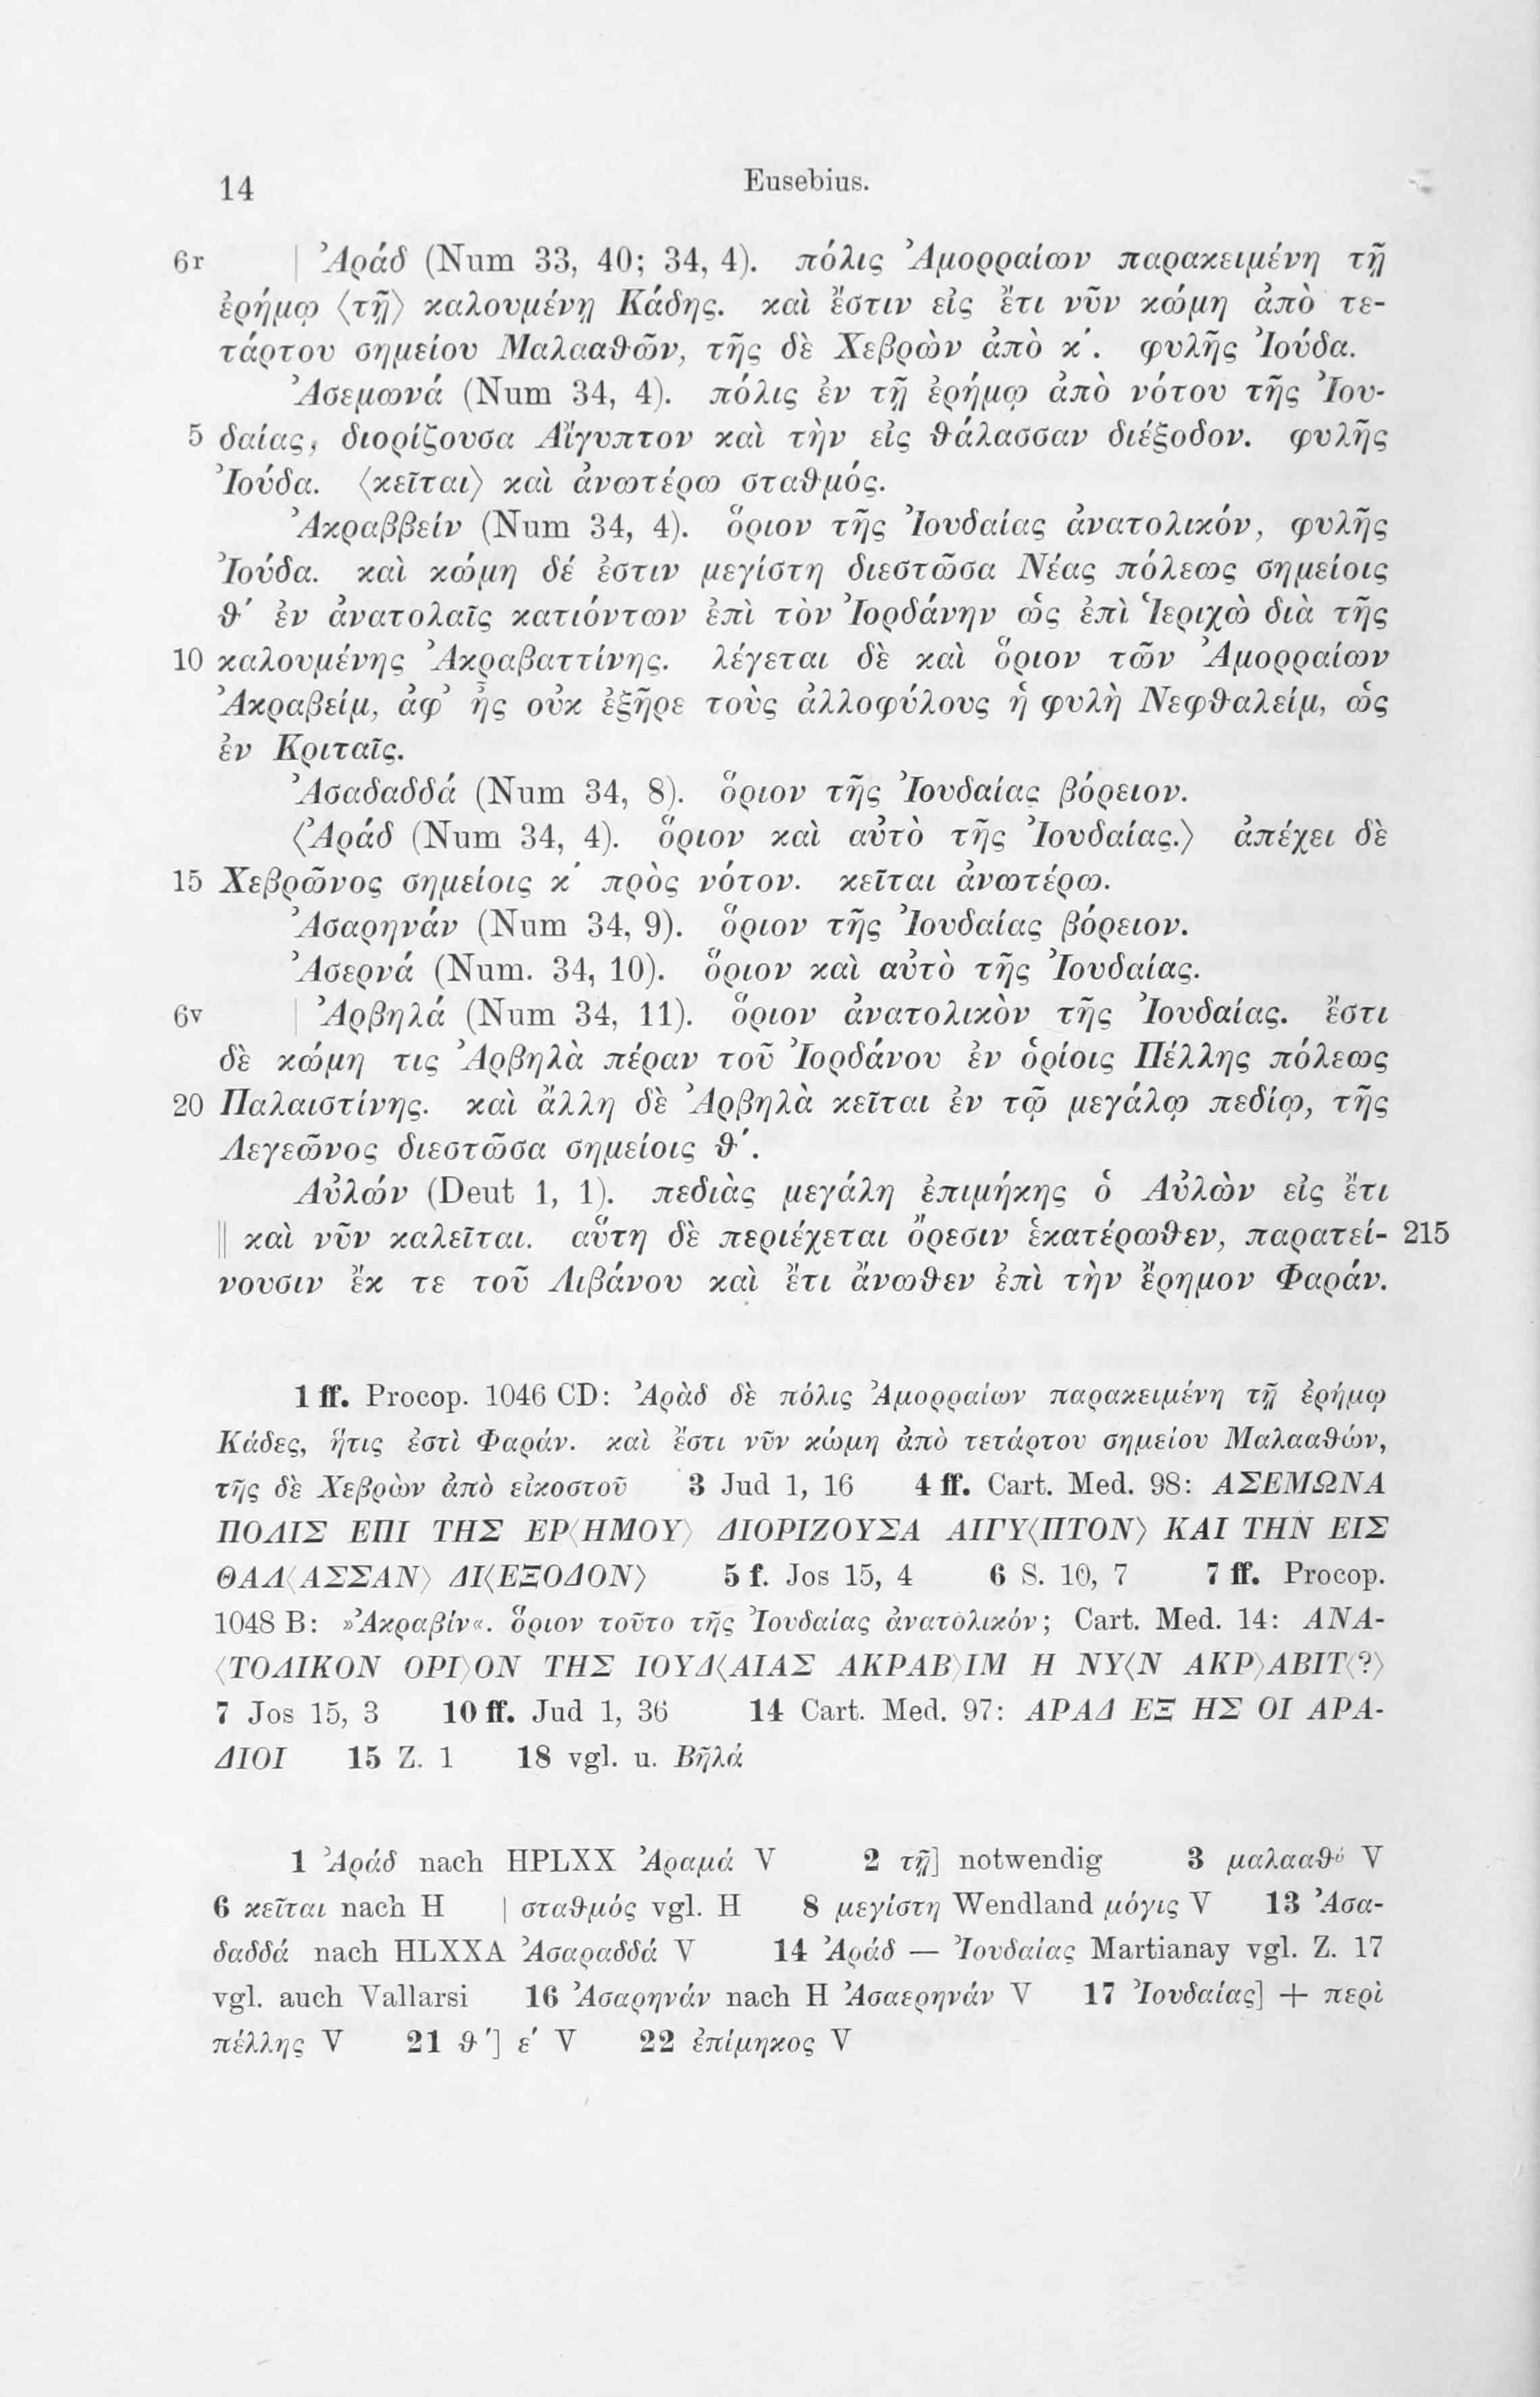 14 Eusebius.
6r | Ἀράδ (Num 33, 40; 34, 4). πόλις Ἀμορραίων παρακειμένη τῇ
ἐρήμῳ ⟨τῇ⟩ καλουμένῃ Κάδης. καὶ ἔστιν εἰς ἔτι νῦν κώμη ἀπὸ τε-
τάρτου σημείου Μαλααθῶν, τῆς δὲ Χεβρὼν ἀπὸ κʹ. φυλῆς Ἰούδα.
Ἀσεμωνά (Num 34, 4). πόλις ἐν τῇ ἐρήμῳ ἀπὸ νότου τῆς Ἰου-
5 δαίας, διορίζουσα Αἴγυπτον καὶ τὴν εἰς θάλασσαν διέξοδον. φυλῆς
Ἰούδα. ⟨κεῖται⟩ καὶ ἀνωτέρω σταθμός.
Ἀκραββείν (Num 34, 4). ὅριον τῆς Ἰουδαίας ἀνατολικόν, φυλῆς
Ἰούδα. καὶ κώμη δέ ἐστιν μεγίστη διεστῶσα Νέας πόλεως σημείοις
θʹ ἐν ἀνατολαῖς κατιόντων ἐπὶ τὸν Ἰορδάνην ὡς ἐπὶ Ἱεριχὼ διὰ τῆς
10 καλουμένης Ἀκραβαττίνης. λέγεται δὲ καὶ ὅριον τῶν Ἀμορραίων
Ἀκραβείμ, ἀφ’ ἧς οὐκ ἐξῆρε τοὺς ἀλλοφύλους ἡ φυλὴ Νεφθαλείμ, ὡς
ἐν Κριταῖς.
Ἀσαδαδδά (Num 34, 8). ὅριον τῆς Ἰουδαίας βόρειον.
⟨Ἀράδ (Num 34, 4). ὅριον καὶ αὐτὸ τῆς Ἰουδαίας.⟩ ἀπέχει δὲ
15 Χεβρῶνος σημείοις κʹ πρὸς νότον. κεῖται ἀνωτέρω.
Ἀσαρηνάν (Num 34, 9). ὅριον τῆς Ἰουδαίας βόρειον.
Ἀσερνά (Num. 34, 10). ὅριον καὶ αὐτὸ τῆς Ἰουδαίας.
6v | Ἀρβηλά (Num 34, 11). ὅριον ἀνατολικὸν τῆς Ἰουδαίας. ἔστι
δὲ κώμη τις Ἀρβηλὰ πέραν τοῦ Ἰορδάνου ἐν ὁρίοις Πέλλης πόλεως
20 Παλαιστίνης. καὶ ἄλλη δὲ Ἀρβηλὰ κεῖται ἐν τῷ μεγάλῳ πεδίῳ, τῆς
Λεγεῶνος διεστῶσα σημείοις θʹ.
Αὐλών (Deut 1, 1). πεδιὰς μεγάλη ἐπιμήκης ὁ Αὐλὼν εἰς ἔτι
‖ καὶ νῦν καλεῖται. αὕτη δὲ περιέχεται ὄρεσιν ἑκατέρωθεν, παρατεί- 215
νουσιν ἔκ τε τοῦ Λιβάνου καὶ ἔτι ἄνωθεν ἐπὶ τὴν ἔρημον Φαράν.
1 ff. Procop. 1046 CD: Ἀρὰδ δὲ πόλις Ἀμορραίων παρακειμένη τῇ ἐρήμῳ
Κάδες, ἥτις ἐστὶ Φαράν. καὶ ἔστι νῦν κώμη ἀπὸ τετάρτου σημείου Μαλααθών,
τῆς δὲ Χεβρὼν ἀπὸ εἰκοστοῦ 3 Jud 1, 16 4 ff. Cart. Med. 98: ΑΣΕΜΩΝΑ
ΠΟΛΙΣ ΕΠΙ ΤΗΣ ΕΡ⟨ΗΜΟΥ⟩ ΔΙΟΡΙΖΟΥΣΑ ΑΙΓΥ⟨ΠΤΟΝ⟩ ΚΑΙ ΤΗΝ ΕΙΣ
ΘΑΛ⟨ΑΣΣΑΝ⟩ ΔΙ⟨ΕΞΟΔΟΝ⟩ 5 f. Jos 15, 4 6 S. 10, 7 7 ff. Procop.
1048 B: »Ἀκραβίν«. ὅριον τοῦτο τῆς Ἰουδαίας ἀνατολικόν; Cart. Med. 14: ΑΝΑ-
⟨ΤΟΛΙΚΟΝ ΟΡΙ⟩ΟΝ ΤΗΣ ΙΟΥΔ⟨ΑΙΑΣ ΑΚΡΑΒ⟩ΙΜ Η ΝΥ⟨Ν ΑΚΡ⟩ΑΒΙΤ⟨?⟩
7 Jos 15, 3 10 ff. Jud 1, 36 14 Cart. Med. 97: ΑΡΑΔ ΕΞ ΗΣ ΟΙ ΑΡΑ-
ΔΙΟΙ 15 Z. 1 18 vgl. u. Βῆλά
1 Ἀράδ nach HPLXX Ἀραμά V 2 τῇ] notwendig 3 μαλααθώ V
6 κεῖται nach H | σταθμός vgl. H 8 μεγίστη Wendland μόγις V 13 Ἀσα-
δαδδά nach HLXXA Ἀσαραδδά V 14 Ἀράδ — Ἰουδαίας Martianay vgl. Z. 17
vgl. auch Vallarsi 16 Ἀσαρηνάν nach H Ἀσαερηνάν V 17 Ἰουδαίας] + περὶ
πέλλης V 21 θʹ] εʹ V 22 ἐπίμηκος V